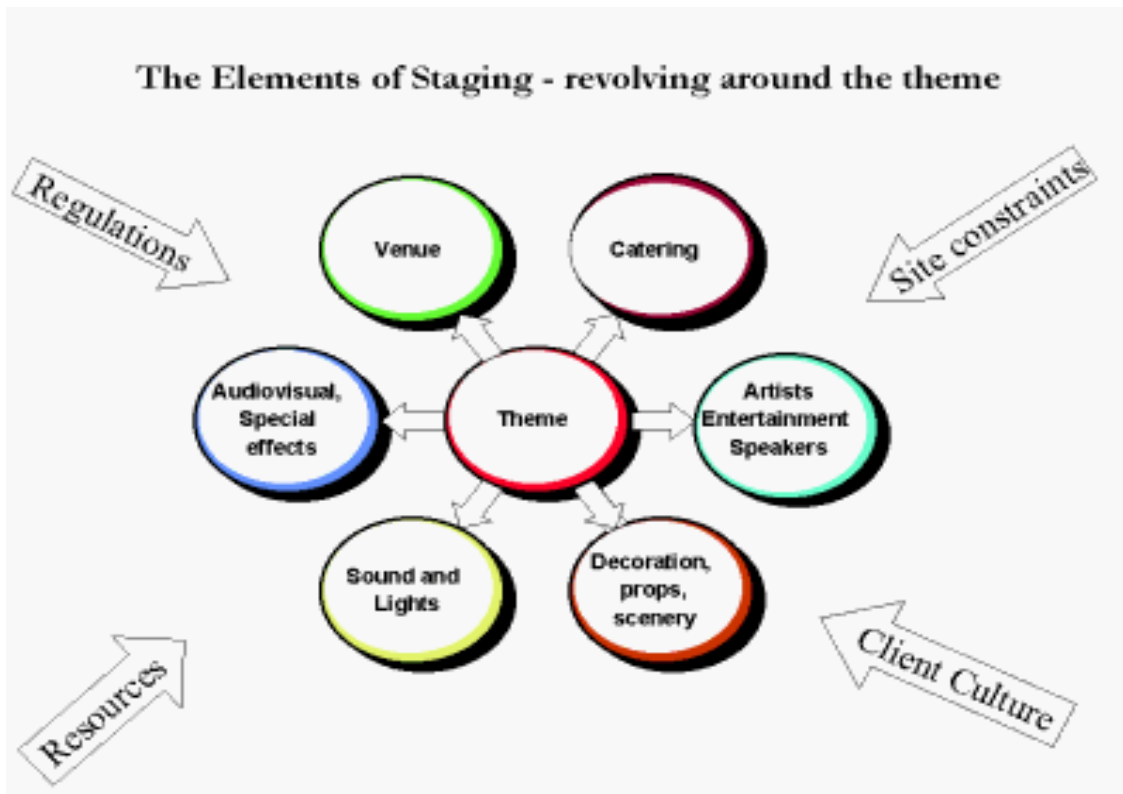 The Elements of Staging - revolving around the theme
Regulations
Site constraints
Venue
Catering
Audiovisual,
Special
effects
Theme
Artists
Entertainment
Speakers
Sound and
Lights
Decoration,
props,
scenery
Resources
Client Culture